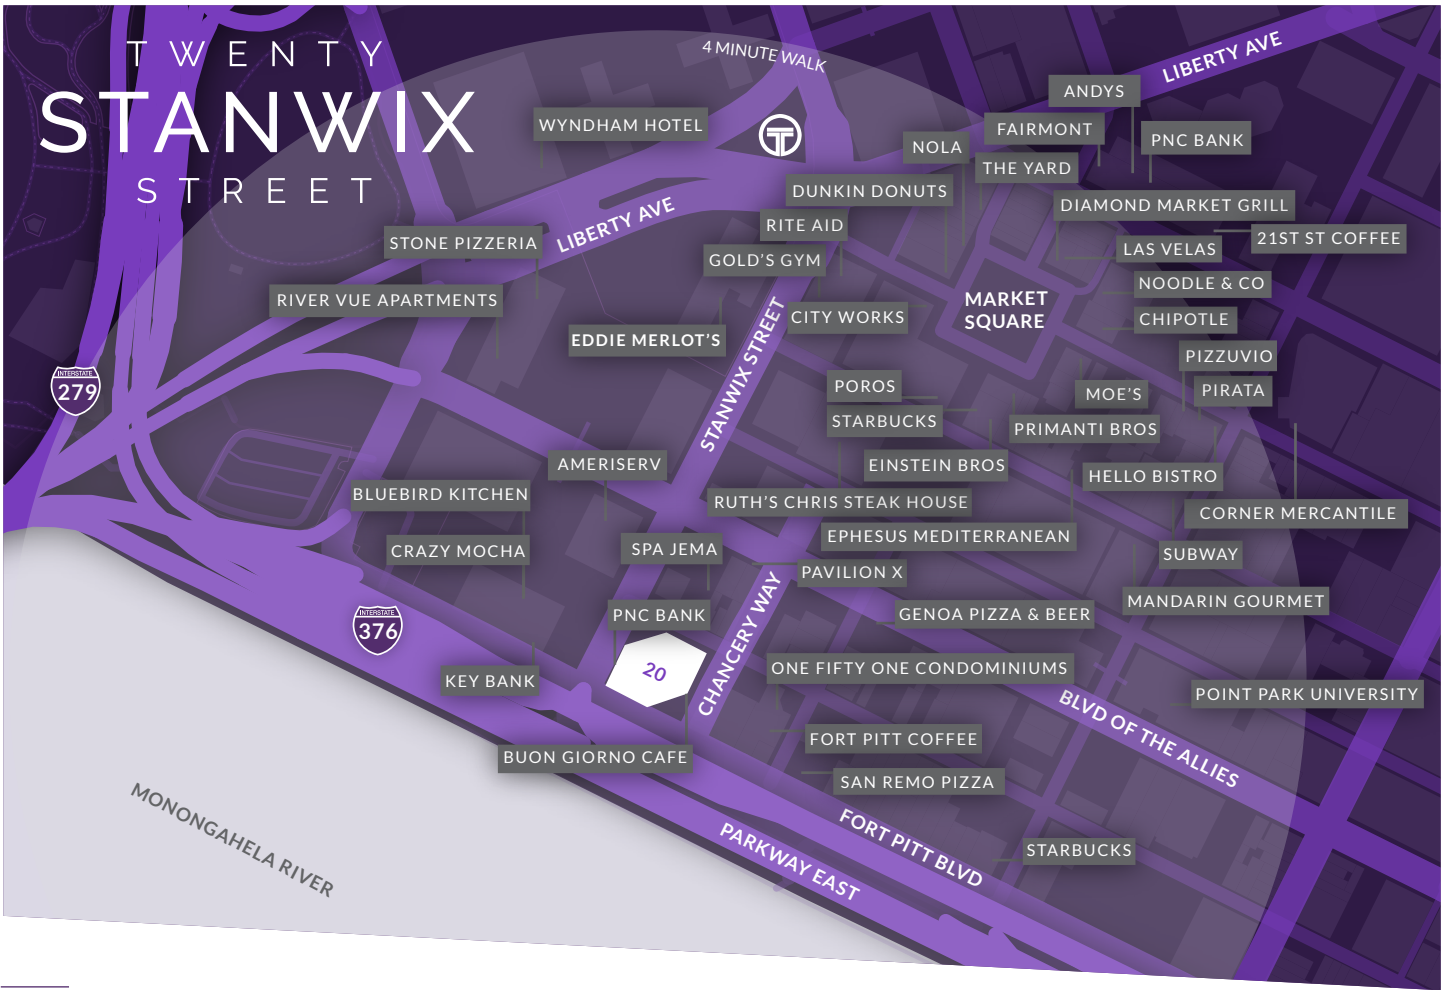 TWENTY
STANWIX
STREET
4 MINUTE WALK
LIBERTY AVE
ANDYS
WYNDHAM HOTEL
T
FAIRMONT
PNC BANK
NOLA
THE YARD
DUNKIN DONUTS
DIAMOND MARKET GRILL
LIBERTY AVE
RITE AID
21ST ST COFFEE
STONE PIZZERIA
LAS VELAS
GOLD'S GYM
NOODLE & CO
RIVER VUE APARTMENTS
MARKET
SQUARE
CITY WORKS
CHIPOTLE
EDDIE MERLOT'S
STANWIX STREET
PIZZUVIO
INTERSTATE
279
POROS
MOE'S
PIRATA
STARBUCKS
PRIMANTI BROS
AMERISERV
EINSTEIN BROS
HELLO BISTRO
BLUEBIRD KITCHEN
RUTH'S CHRIS STEAK HOUSE
CORNER MERCANTILE
EPHESUS MEDITERRANEAN
CRAZY MOCHA
SPA JEMA
SUBWAY
PAVILION X
MANDARIN GOURMET
INTERSTATE
376
PNC BANK
GENOA PIZZA & BEER
CHANCERY WAY
20
ONE FIFTY ONE CONDOMINIUMS
KEY BANK
POINT PARK UNIVERSITY
BLVD OF THE ALLIES
FORT PITT COFFEE
BUON GIORNO CAFE
SAN REMO PIZZA
MONONGAHELA RIVER
FORT PITT BLVD
PARKWAY EAST
STARBUCKS